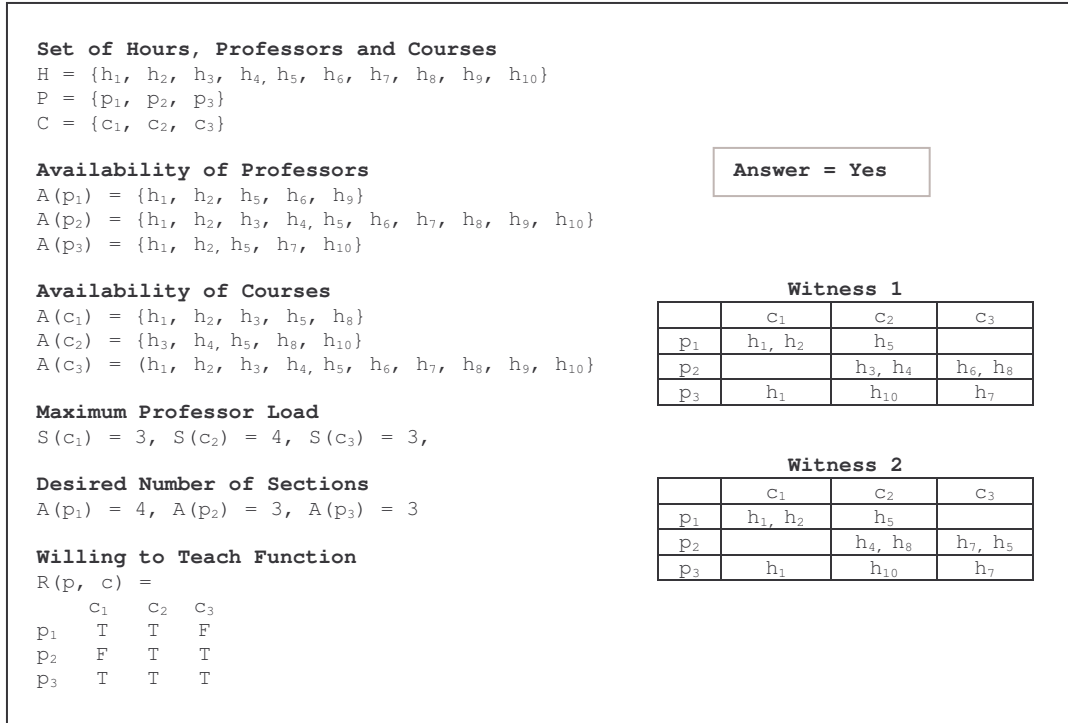 Set of Hours, Professors and Courses
H = {h₁, h₂, h₃, h₄, h₅, h₆, h₇, h₈, h₉, h₁₀}
P = {p₁, p₂, p₃}
C = {c₁, c₂, c₃}
Availability of Professors
A(p₁) = {h₁, h₂, h₅, h₆, h₉}
A(p₂) = {h₁, h₂, h₃, h₄, h₅, h₆, h₇, h₈, h₉, h₁₀}
A(p₃) = {h₁, h₂, h₅, h₇, h₁₀}
Availability of Courses
A(c₁) = {h₁, h₂, h₃, h₅, h₈}
A(c₂) = {h₃, h₄, h₅, h₈, h₁₀}
A(c₃) = (h₁, h₂, h₃, h₄, h₅, h₆, h₇, h₈, h₉, h₁₀}
Maximum Professor Load
S(c₁) = 3, S(c₂) = 4, S(c₃) = 3,
Desired Number of Sections
A(p₁) = 4, A(p₂) = 3, A(p₃) = 3
Willing to Teach Function
R(p, c) =
c₁ c₂ c₃
p₁ T T F
p₂ F T T
p₃ T T T
Answer = Yes
Witness 1
c₁ c₂ c₃
p₁ h₁, h₂ h₅
p₂ h₃, h₄ h₆, h₈
p₃ h₁ h₁₀ h₇
Witness 2
c₁ c₂ c₃
p₁ h₁, h₂ h₅
p₂ h₄, h₈ h₇, h₅
p₃ h₁ h₁₀ h₇